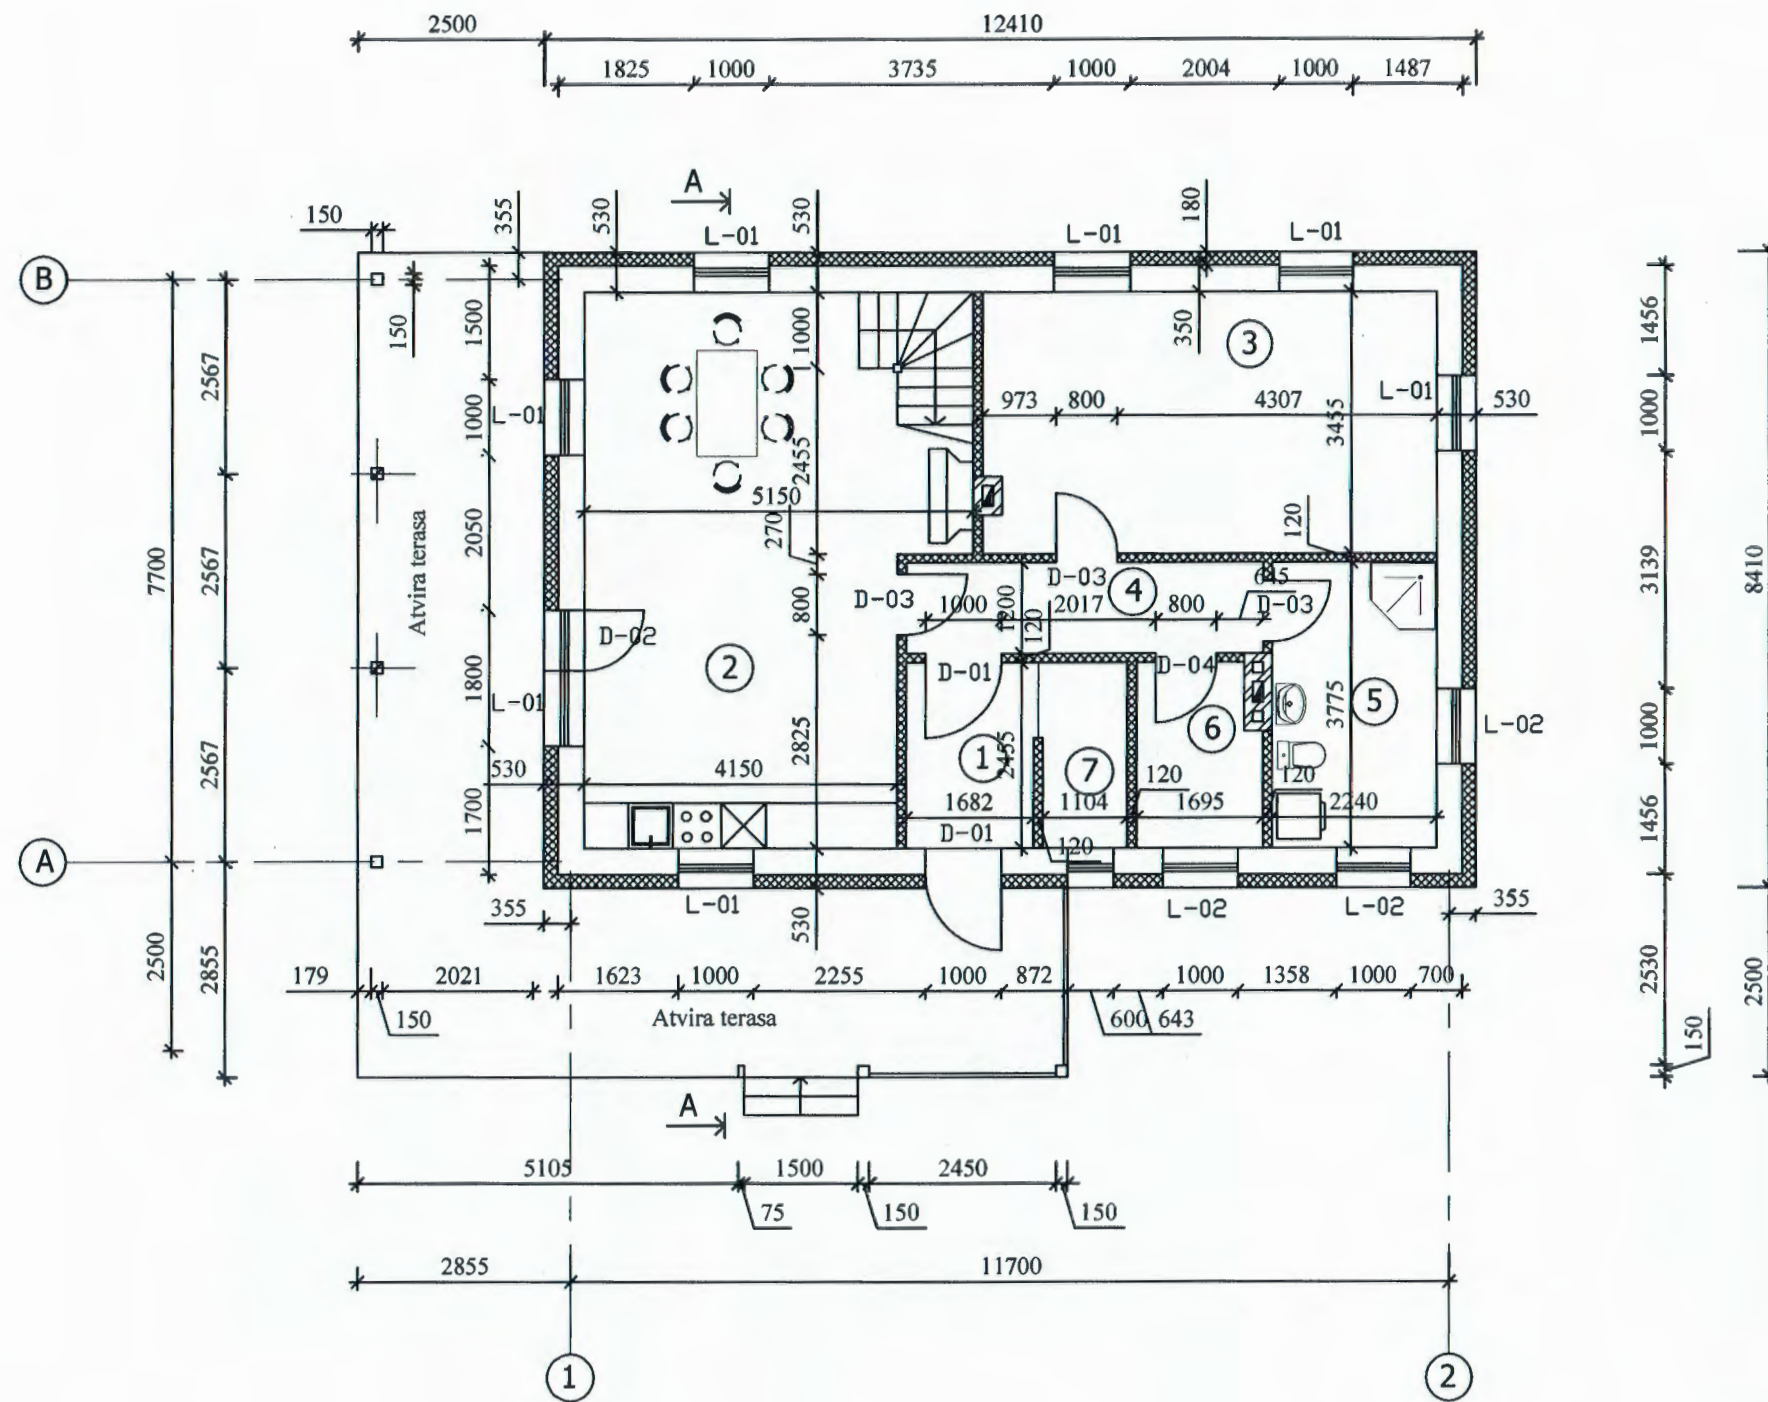 2500 12410
1825 1000 3735 1000 2004 1000 1487
A
150 355 530 530 180
L-01 L-01 L-01
B
150 1500 1000 350 3 1456
2567
L-01 1000 973 800 4307 L-01 530 1000
2455 3455
5150
270 120
2050
Atvira terasa
7700 2567 3139 8410
D-03 D-03 4 645 D-03
800 1000 1200 2017 800
120
D-02
2 D-01 D-04
1800 L-01 3775 5 L-02
6 1000
2567 2825 1 2455 7
530 4150 120 120
1700 1682 1104 1695 2240 1456
D-01
120
A
355 L-01 530 L-02 L-02 355
2500 2855
179 2021 1623 1000 2255 1000 872 1000 1358 1000 700 2530 2500
150 Atvira terasa 600 643 150
A
5105 1500 2450
75 150 150
2855 11700
1 2